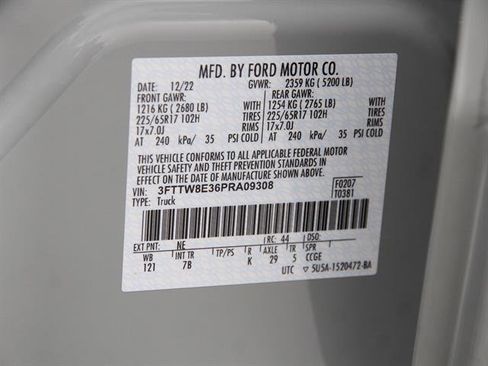 MFD. BY FORD MOTOR CO.
DATE: 12/22 GVWR: 2359 KG ( 5200 LB)
FRONT GAWR: REAR GAWR:
1216 KG ( 2680 LB) WITH 1254 KG ( 2765 LB) WITH
225/65R17 102H TIRES 225/65R17 102H TIRES
17x7.0J RIMS 17x7.0J RIMS
AT 240 kPa/ 35 PSI COLD AT 240 kPa/ 35 PSI COLD
THIS VEHICLE CONFORMS TO ALL APPLICABLE FEDERAL MOTOR
VEHICLE SAFETY AND THEFT PREVENTION STANDARDS IN
EFFECT ON THE DATE OF MANUFACTURE SHOWN ABOVE.
VIN: 3FTTW8E36PRA09308 F0207
TYPE: Truck T0381
EXT PNT: NE RC: 44 DSO:
WB INT TR TP/PS R AXLE TR SPR
121 7B K 29 5 CCGE
UTC ▽ 5U5A-1520472-BA